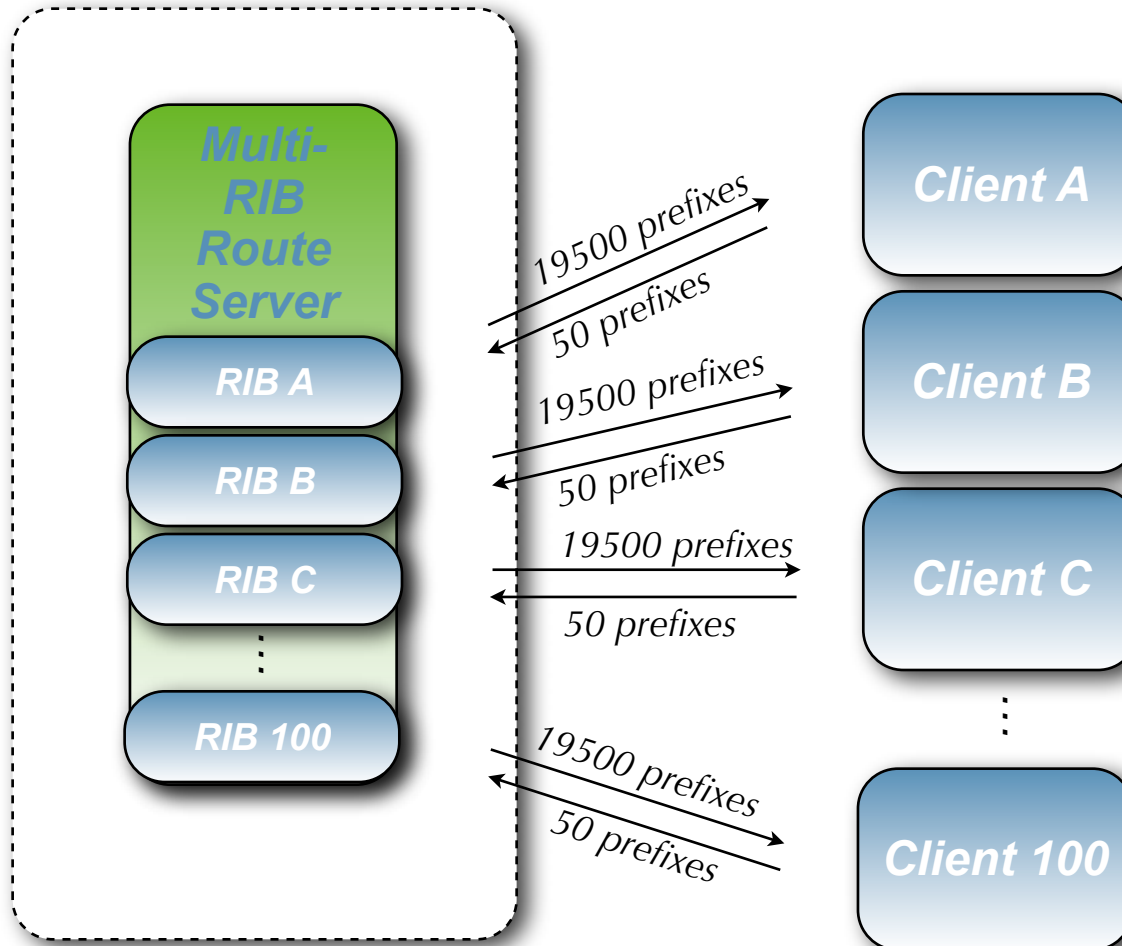 Multi-
RIB
Route
Server
RIB A
RIB B
RIB C
⋮
RIB 100
19500 prefixes
50 prefixes
19500 prefixes
50 prefixes
19500 prefixes
50 prefixes
19500 prefixes
50 prefixes
Client A
Client B
Client C
⋮
Client 100